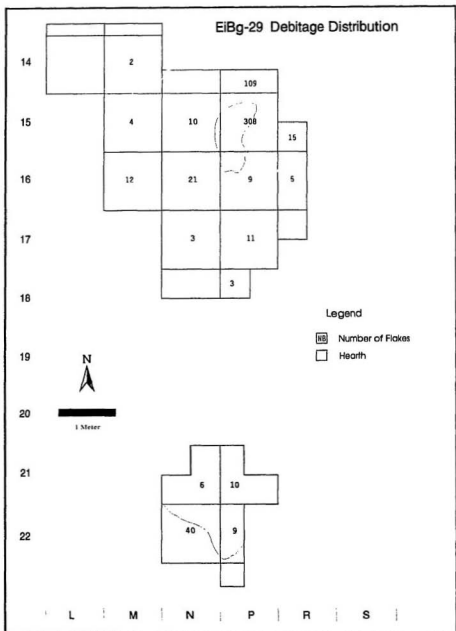 EiBg-29 Debitage Distribution
14 2
109
15 4 10 308
15
16 12 21 9 5
17 3 11
18 3
Legend
NB Number of Flakes
Hearth
19
N
20
1 Meter
21 6 10
22 40 9
L M N P R S